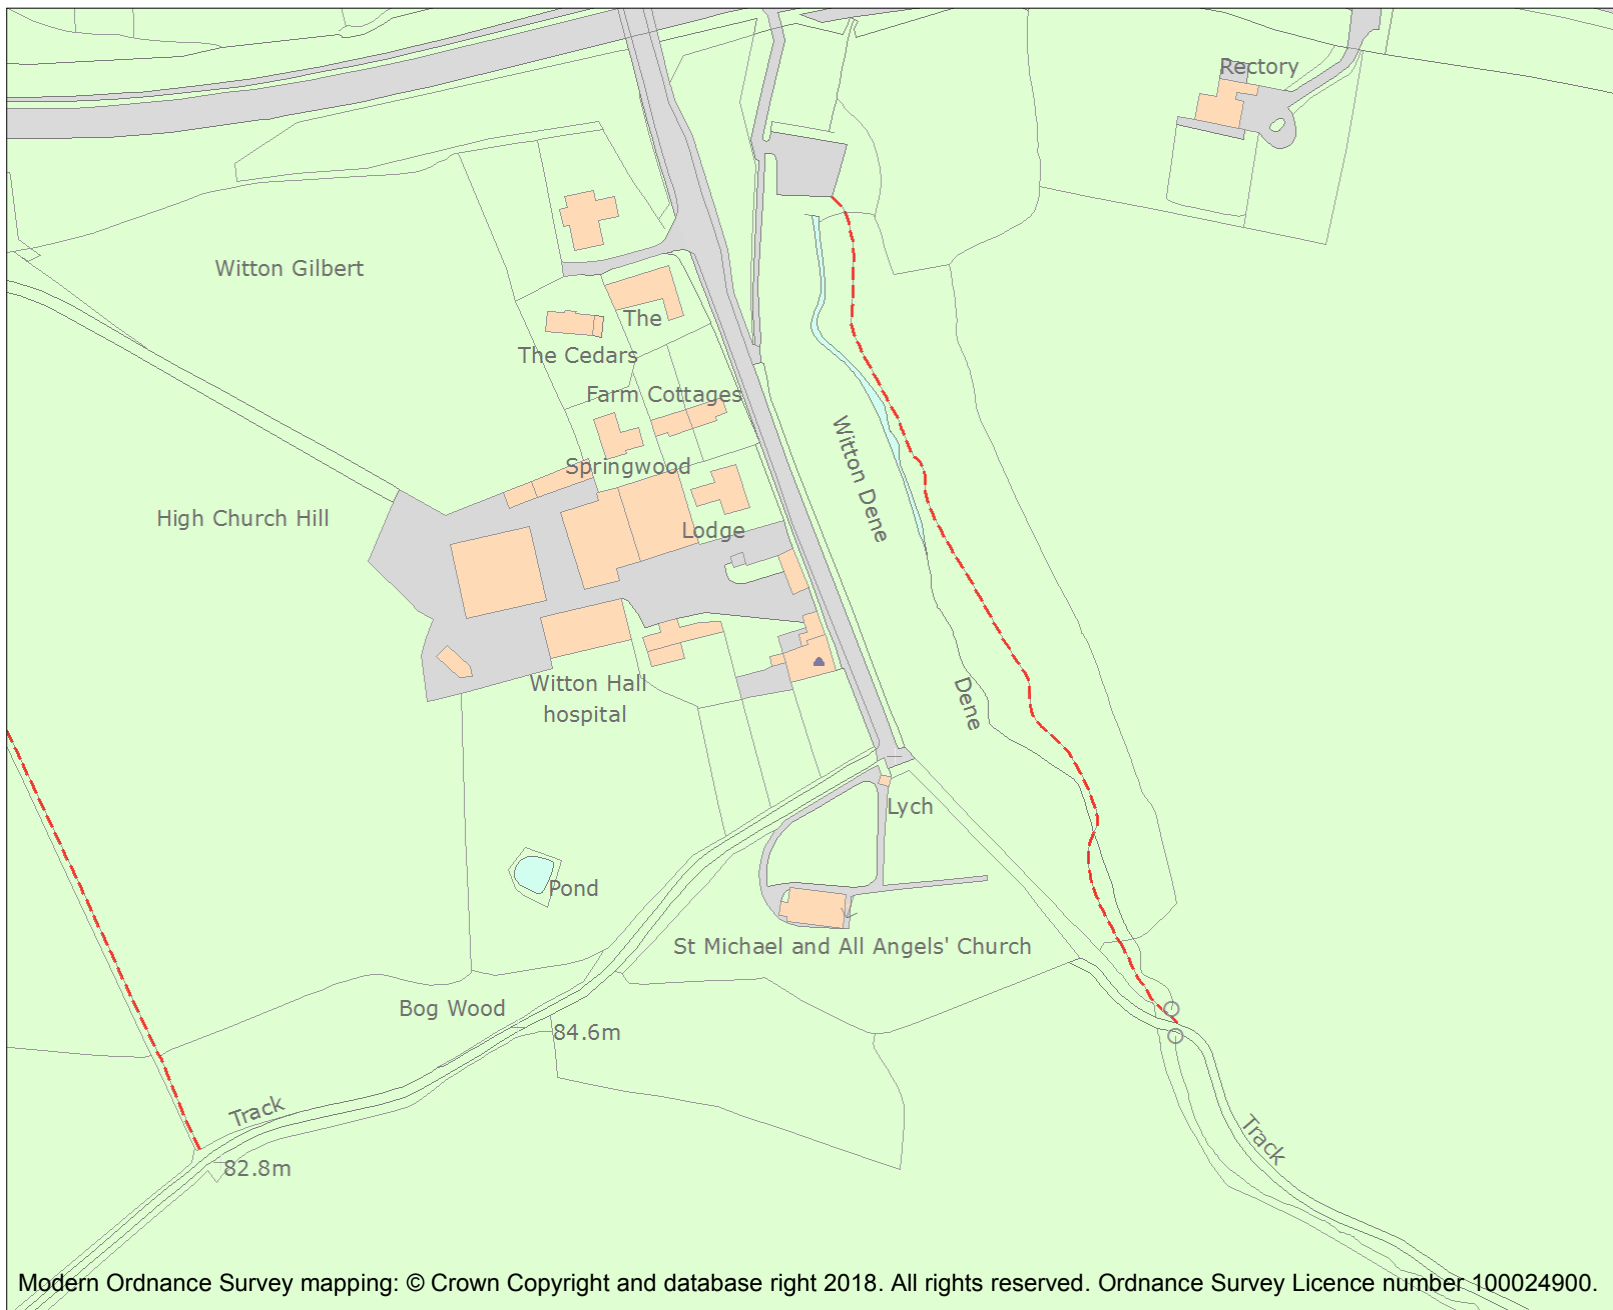 Rectory
Witton Gilbert
The
The Cedars
Farm Cottages
Witton Dene
Springwood
High Church Hill
Lodge
Witton Hall
hospital
Dene
Lych
Pond
St Michael and All Angels' Church
Bog Wood
84.6m
Track
Track
82.8m
Modern Ordnance Survey mapping: © Crown Copyright and database right 2018. All rights reserved. Ordnance Survey Licence number 100024900.